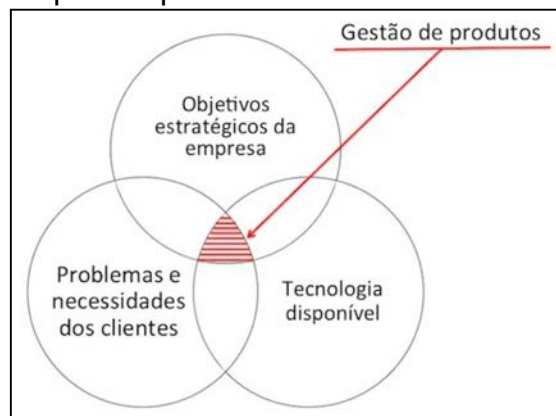 Gestão de produtos
Objetivos
estratégicos da
empresa
Problemas e
necessidades
dos clientes
Tecnologia
disponível